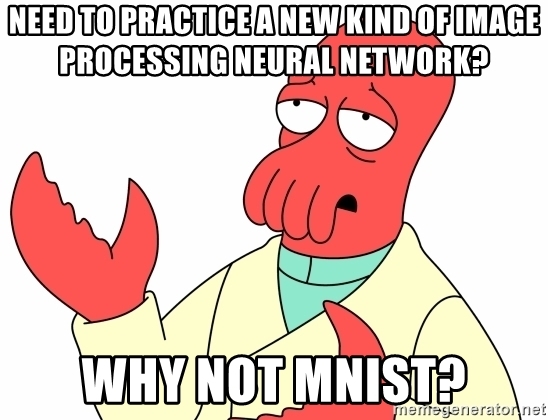 NEED TO PRACTICE A NEW KIND OF IMAGE
PROCESSING NEURAL NETWORK?
WHY NOT MNIST?
memegenerator.net